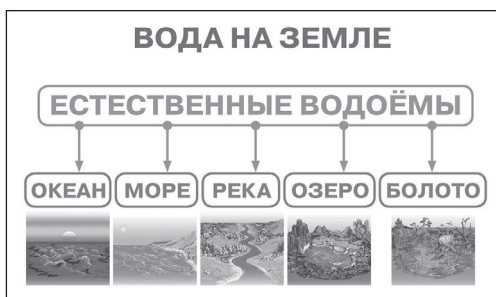 ВОДА НА ЗЕМЛЕ
ЕСТЕСТВЕННЫЕ ВОДОЁМЫ
ОКЕАН МОРЕ РЕКА ОЗЕРО БОЛОТО